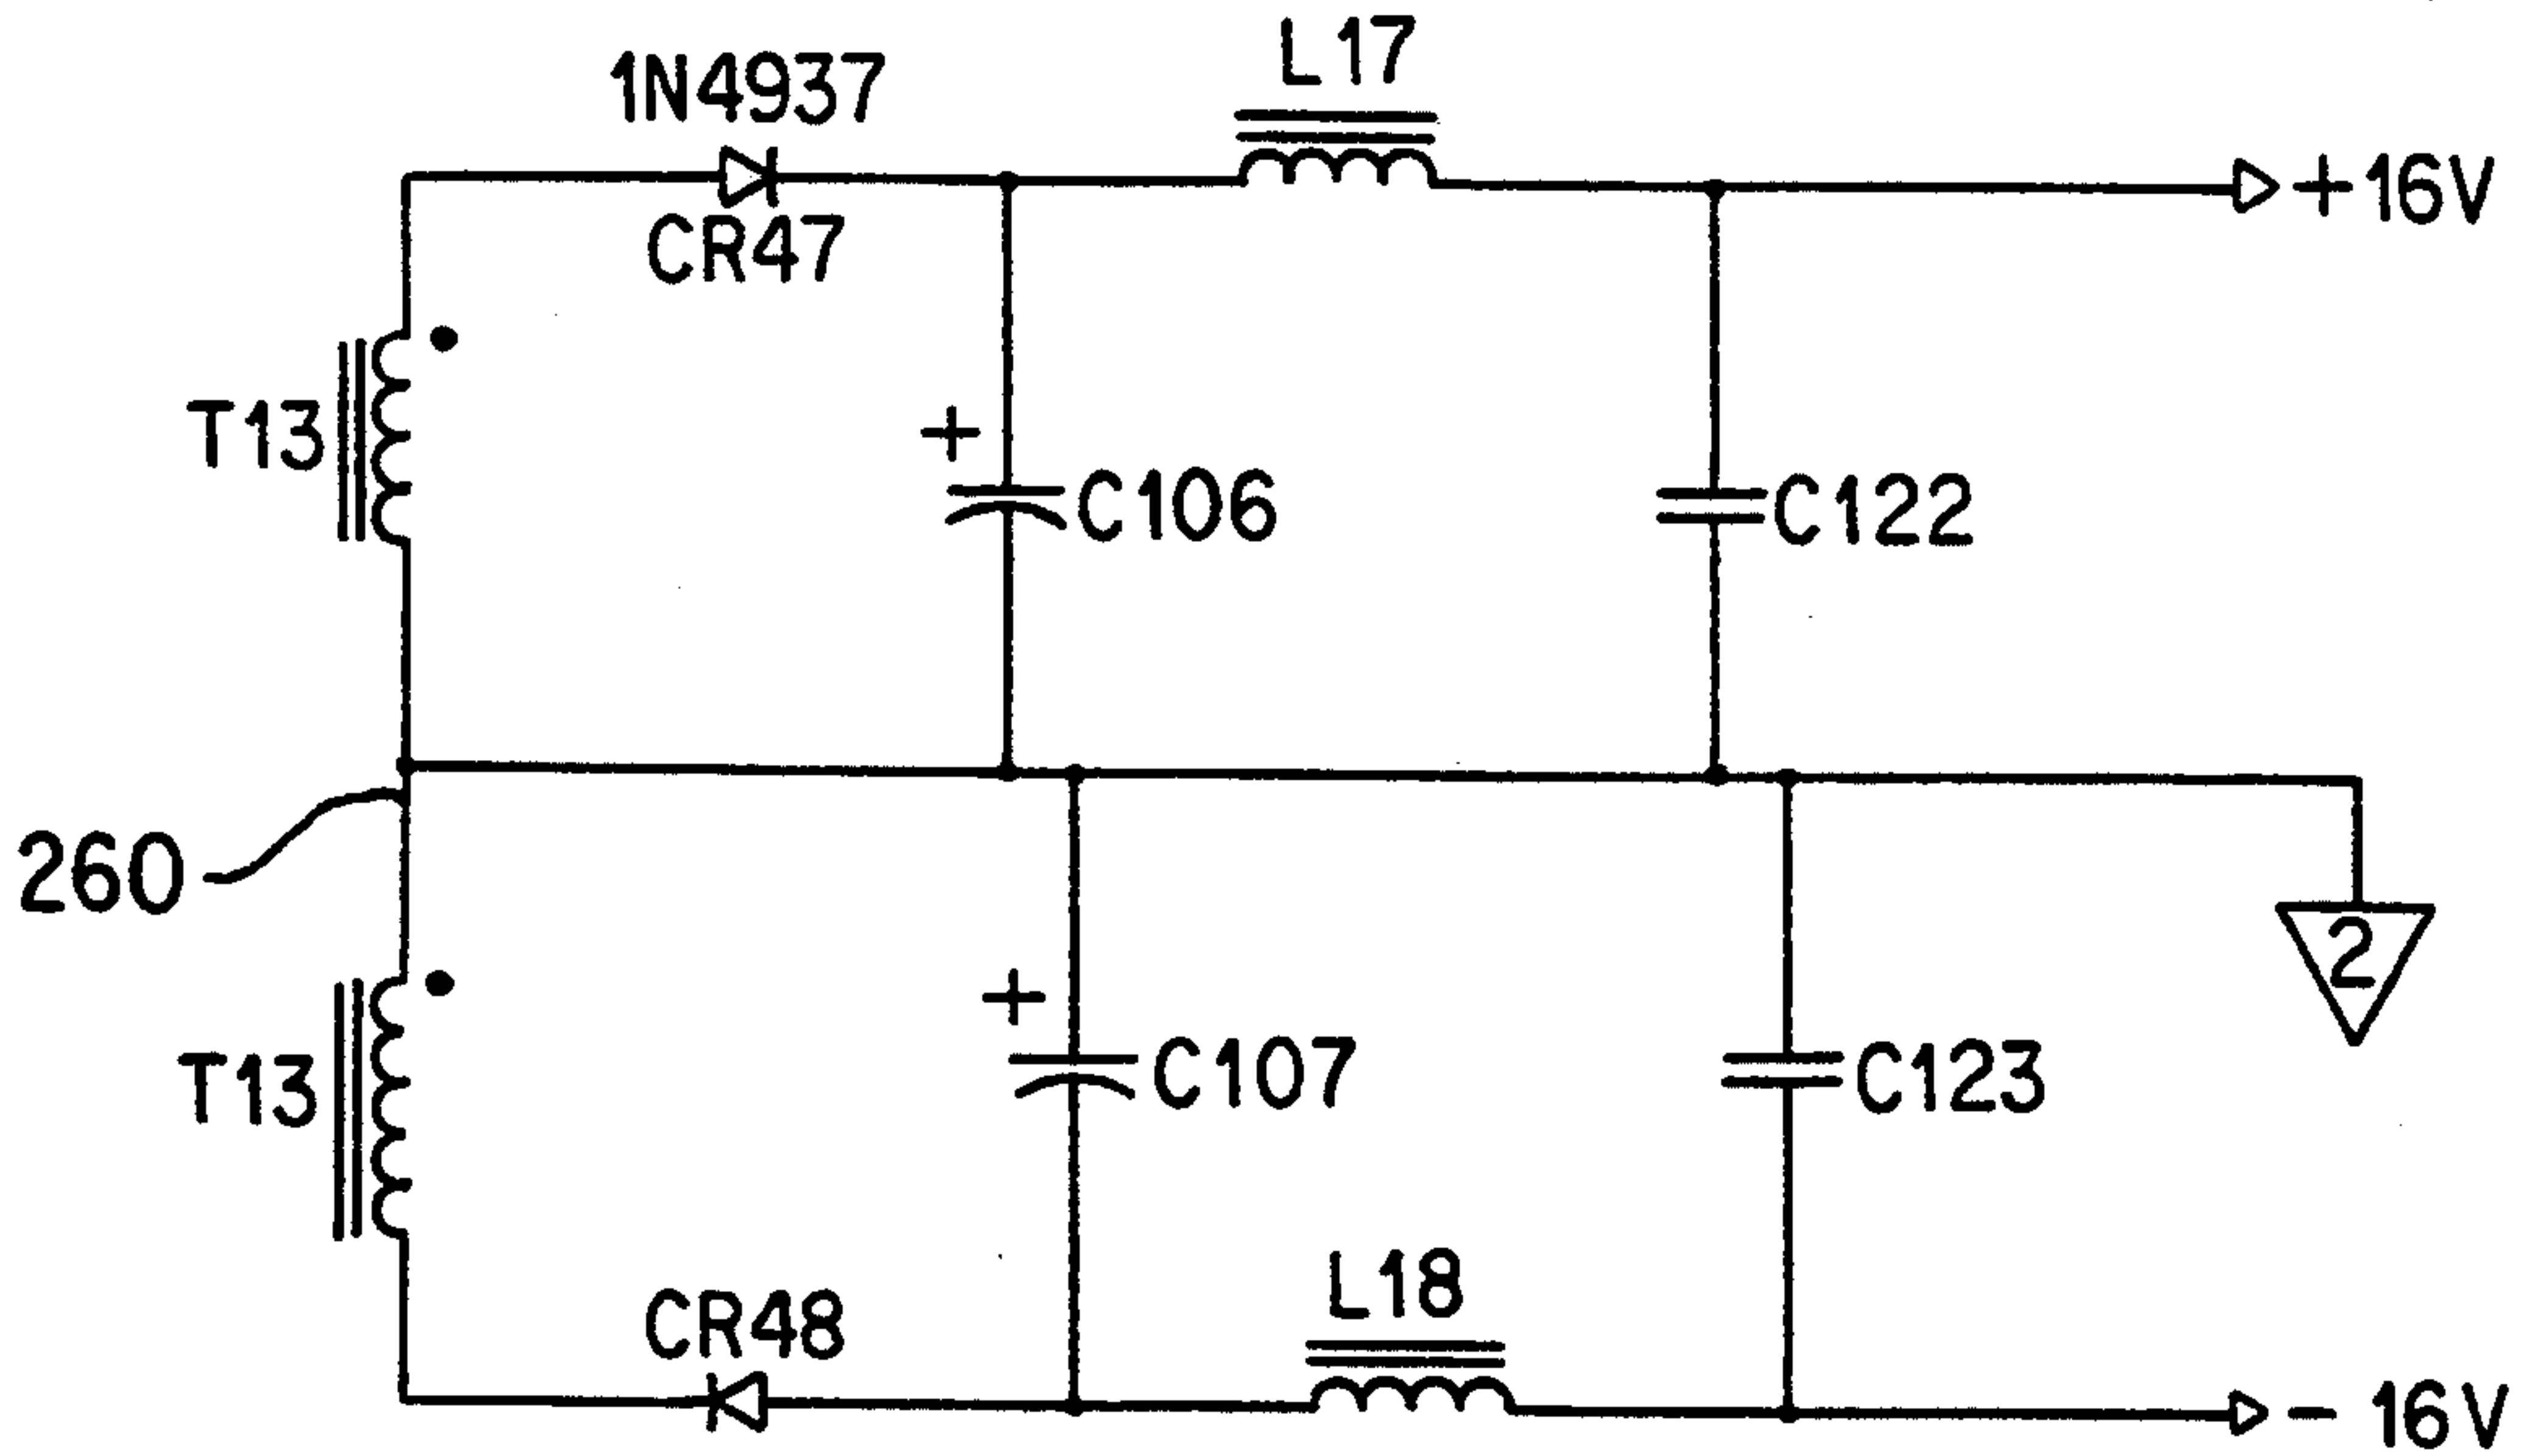 L17
1N4937
+16V
CR47
T13
+
C106
C122
260
2
+
T13
C107
C123
L18
CR48
- 16V